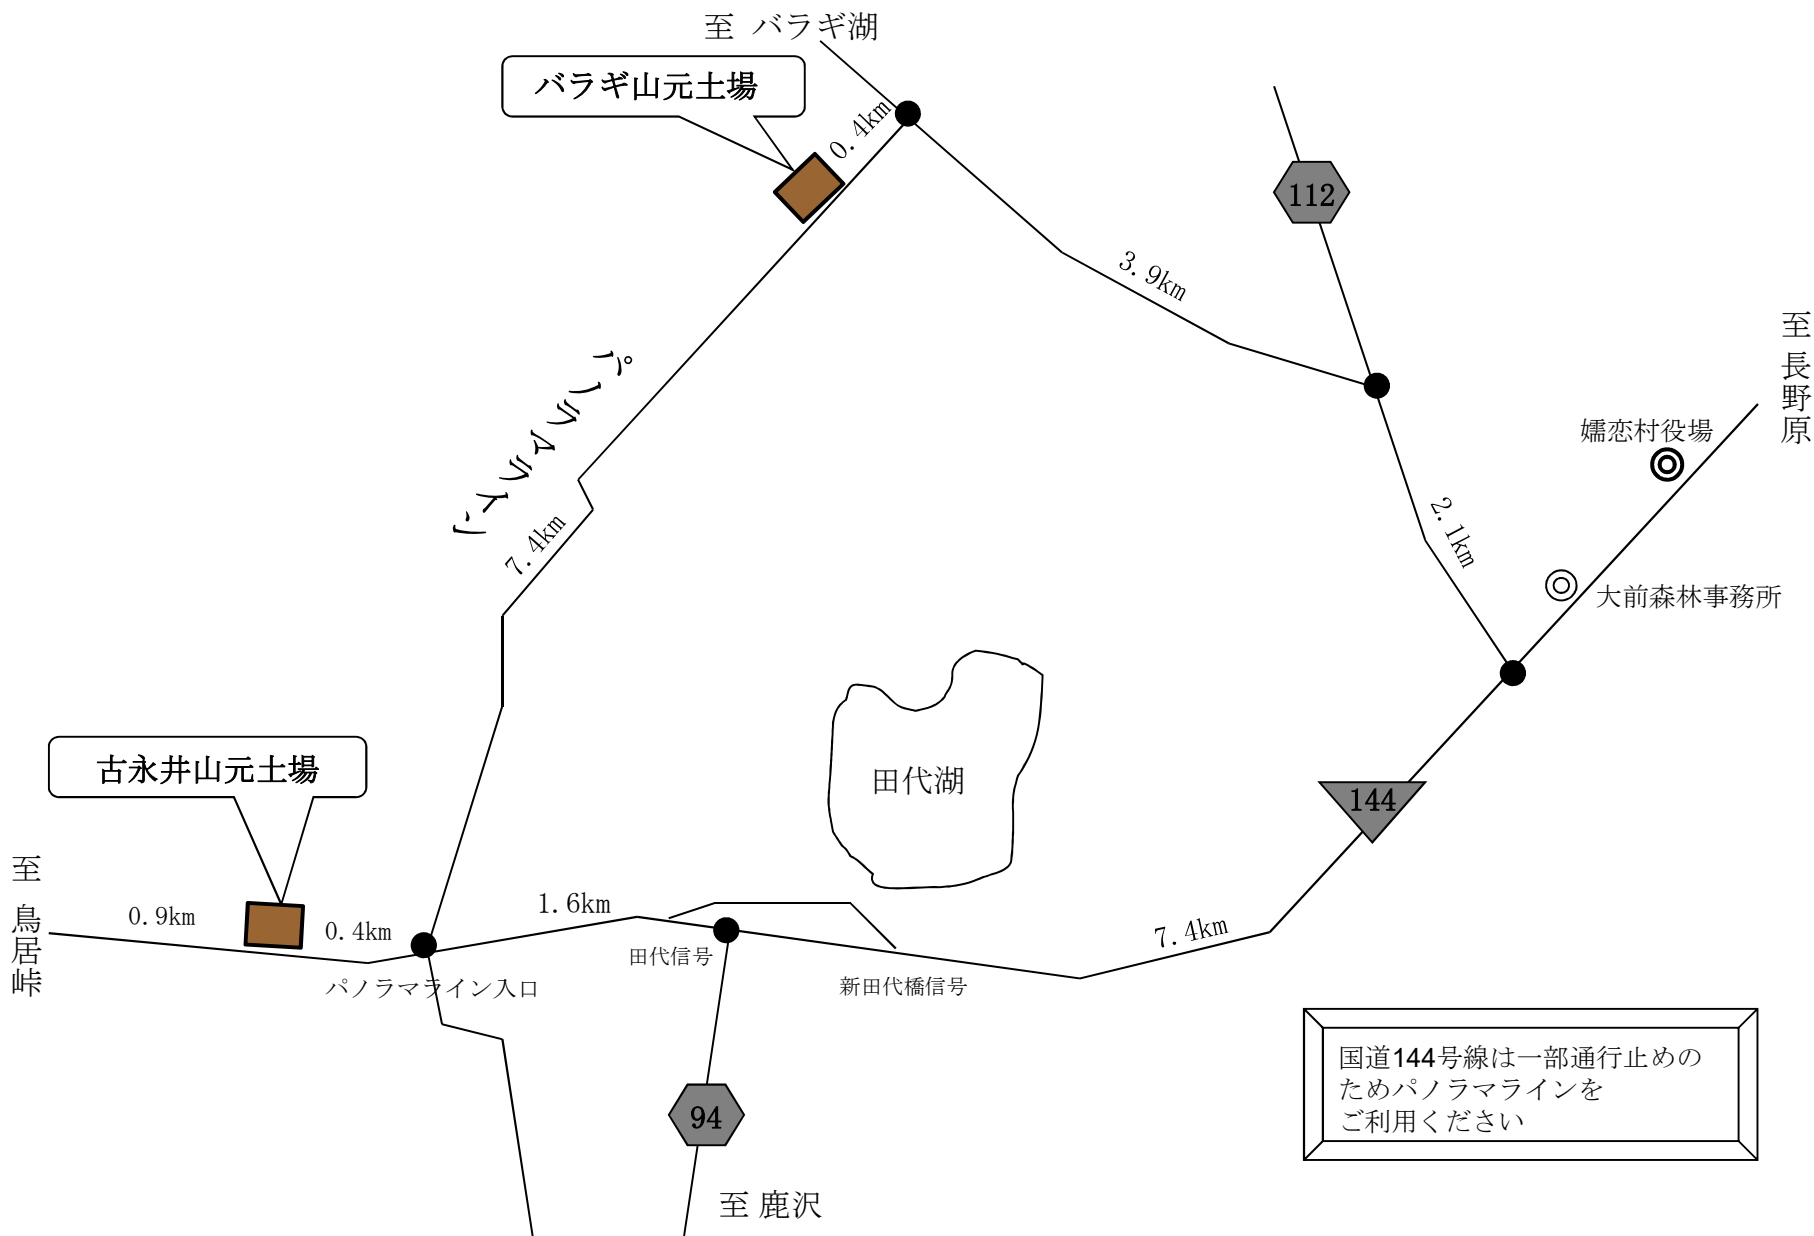 至 バラギ湖
バラギ山元土場
0.4km
112
3.9km
至 長野原
パノラマライン
嬬恋村役場
2.1km
7.4km
大前森林事務所
古永井山元土場
田代湖
144
至 鳥居峠
0.9km
0.4km
1.6km
7.4km
田代信号
新田代橋信号
パノラマライン入口
国道144号線は一部通行止めの
ためパノラマラインを
ご利用ください
94
至 鹿沢